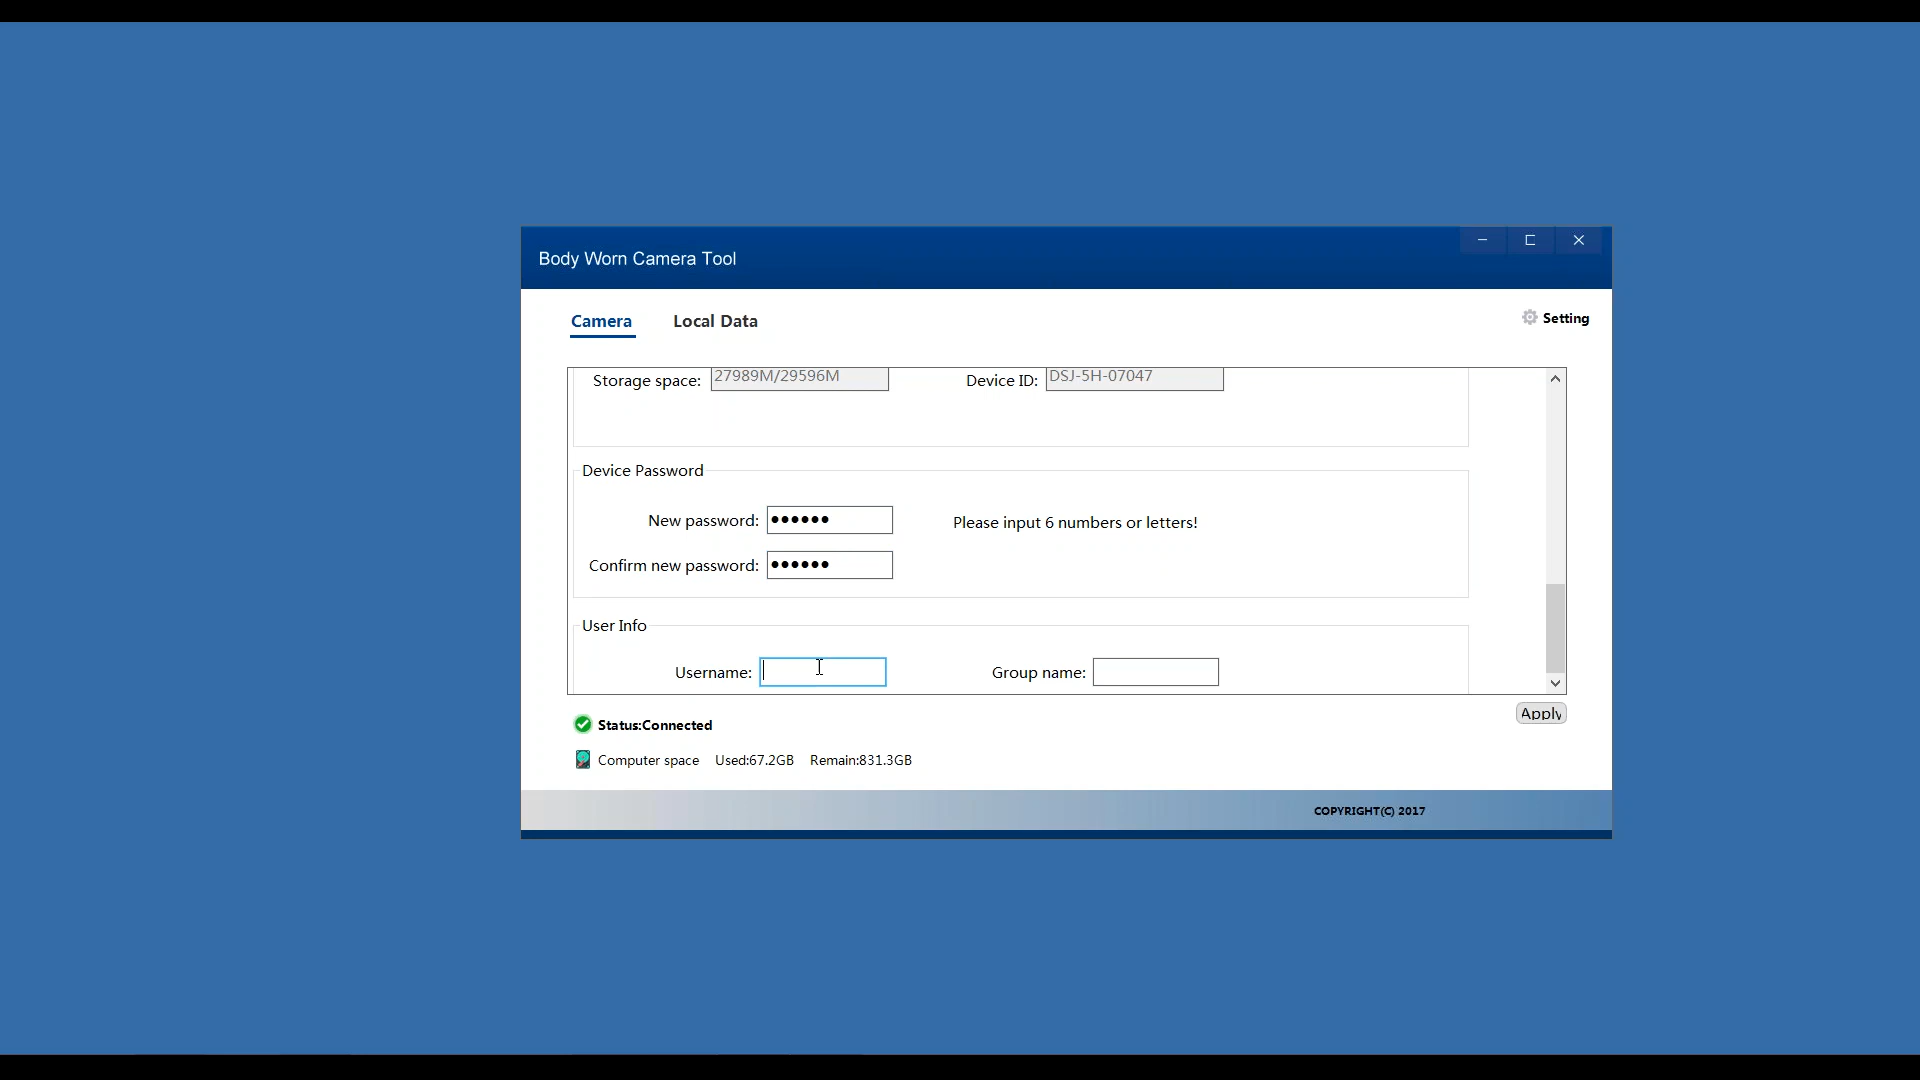 Body Worn Camera Tool
Camera Local Data Setting
Storage space: 27989M/29596M Device ID: DSJ-5H-07047
Device Password
New password: •••••• Please input 6 numbers or letters!
Confirm new password: ••••••
User Info
Username: Group name:
Status:Connected Apply
Computer space Used:67.2GB Remain:831.3GB
COPYRIGHT(C) 2017